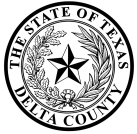 THE STATE OF TEXAS
DELTA COUNTY